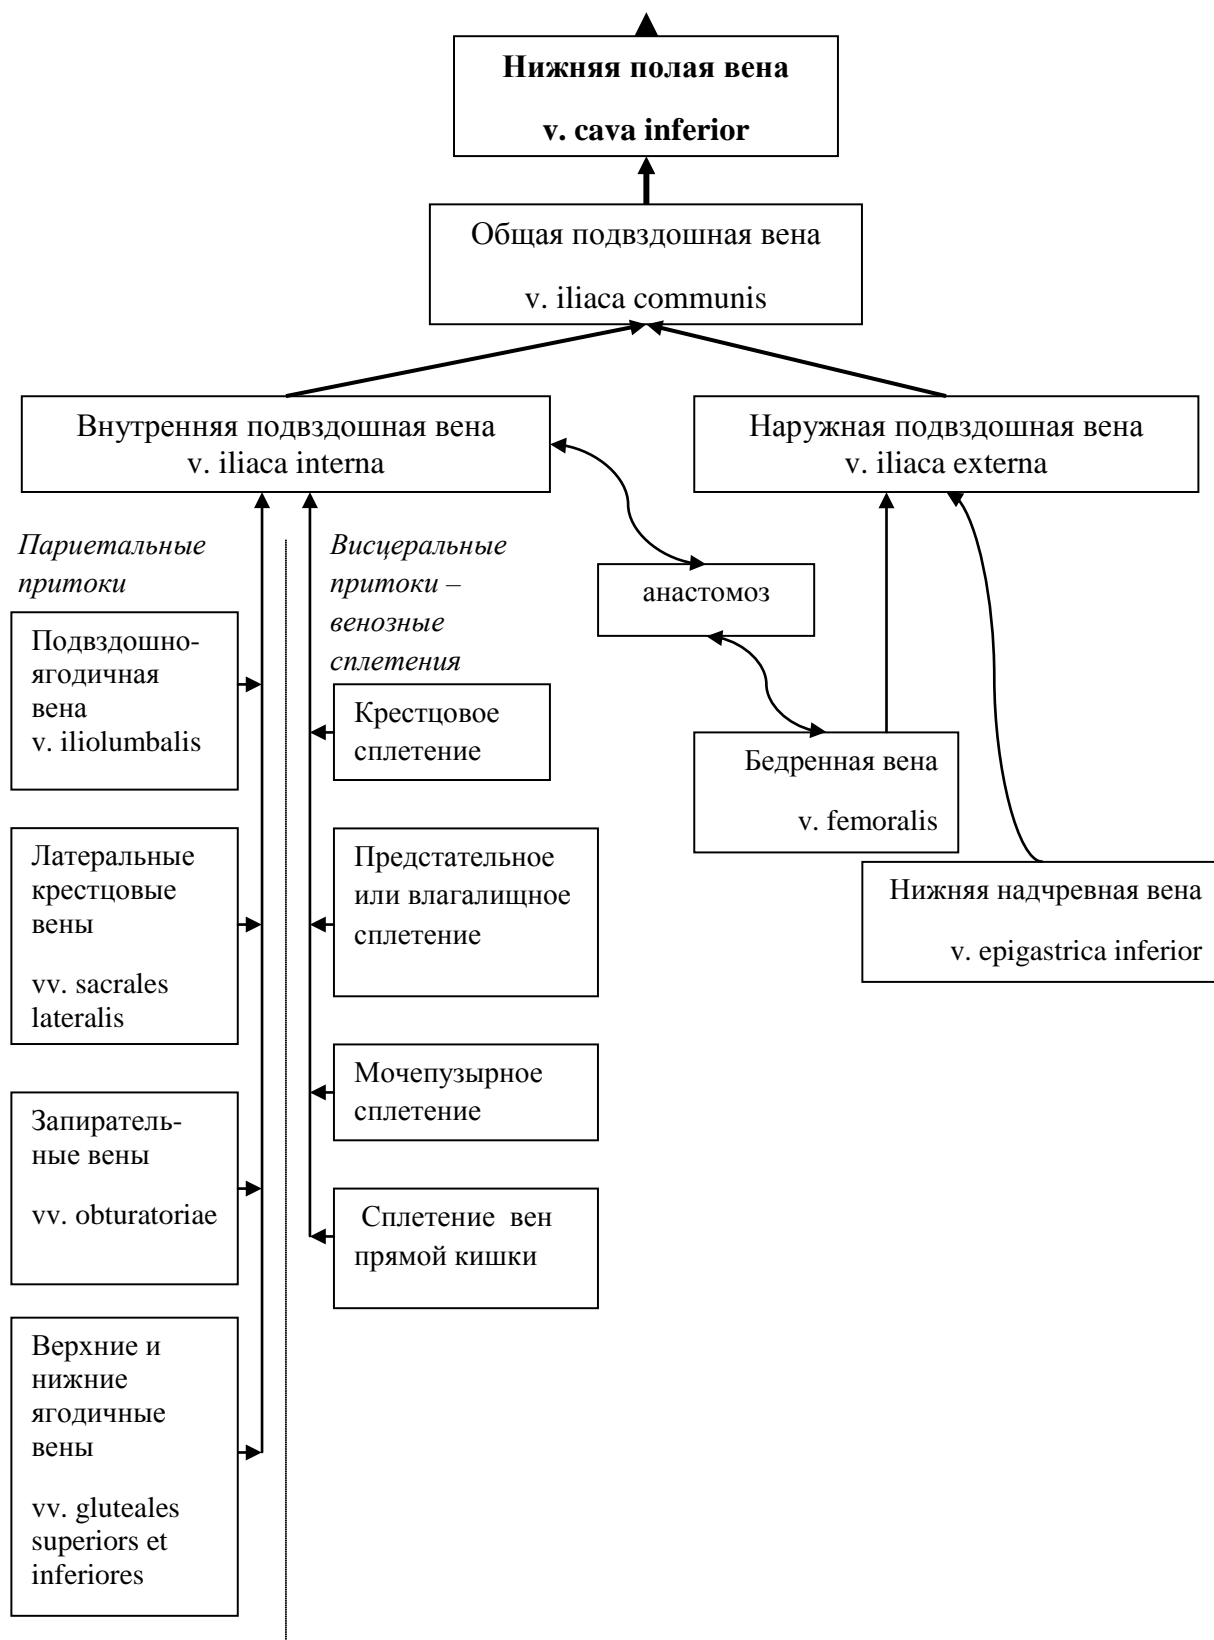 Нижняя полая вена
v. cava inferior
Общая подвздошная вена
v. iliaca communis
Внутренняя подвздошная вена
v. iliaca interna
Наружная подвздошная вена
v. iliaca externa
Париетальные
притоки
Висцеральные
притоки –
венозные
сплетения
анастомоз
Подвздошно-
ягодичная
вена
v. iliolumbalis
Крестцовое
сплетение
Бедренная вена
v. femoralis
Латеральные
крестцовые
вены
vv. sacrales
lateralis
Предстательное
или влагалищное
сплетение
Нижняя надчревная вена
v. epigastrica inferior
Запиратель-
ные вены
vv. obturatoriae
Мочепузырное
сплетение
Сплетение вен
прямой кишки
Верхние и
нижние
ягодичные
вены
vv. gluteales
superiors et
inferiores